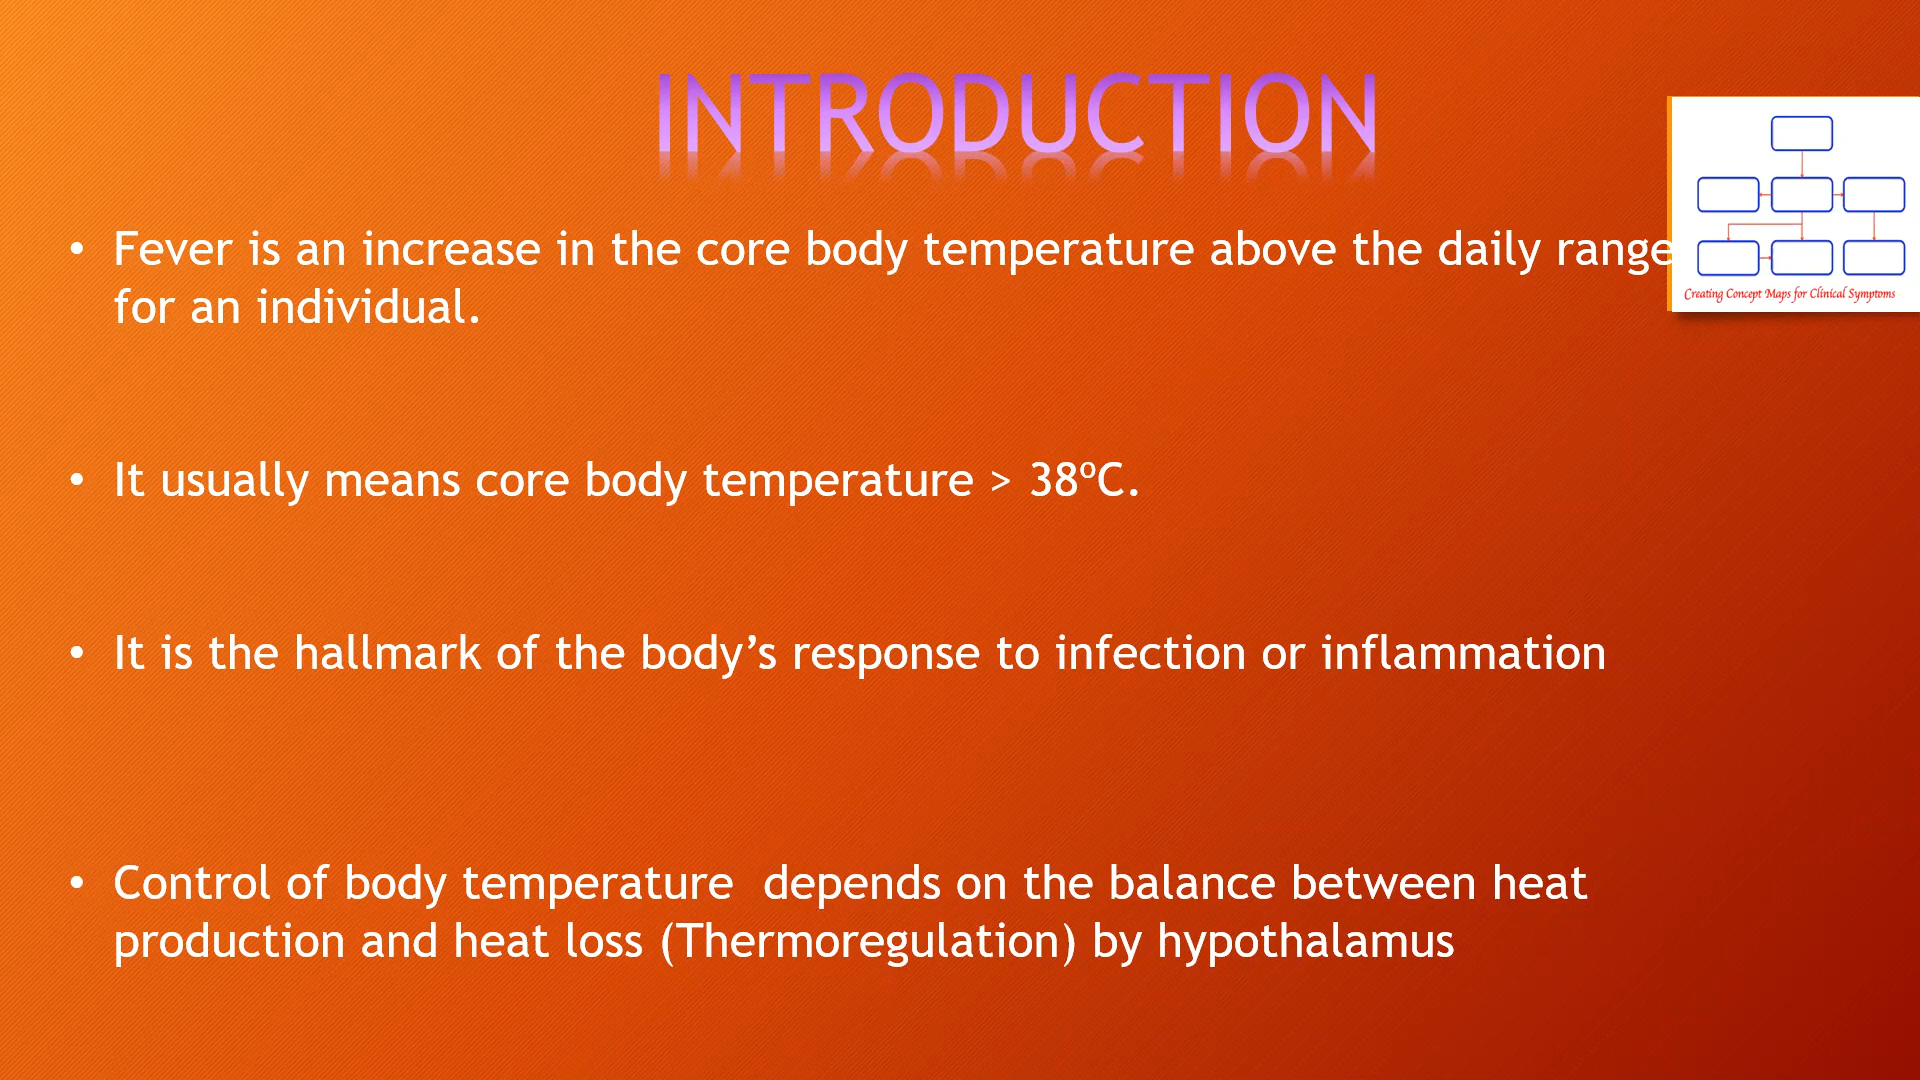 INTRODUCTION
• Fever is an increase in the core body temperature above the daily range
for an individual.
• It usually means core body temperature > 38ºC.
• It is the hallmark of the body’s response to infection or inflammation
• Control of body temperature  depends on the balance between heat
production and heat loss (Thermoregulation) by hypothalamus
Creating Concept Maps for Clinical Symptoms